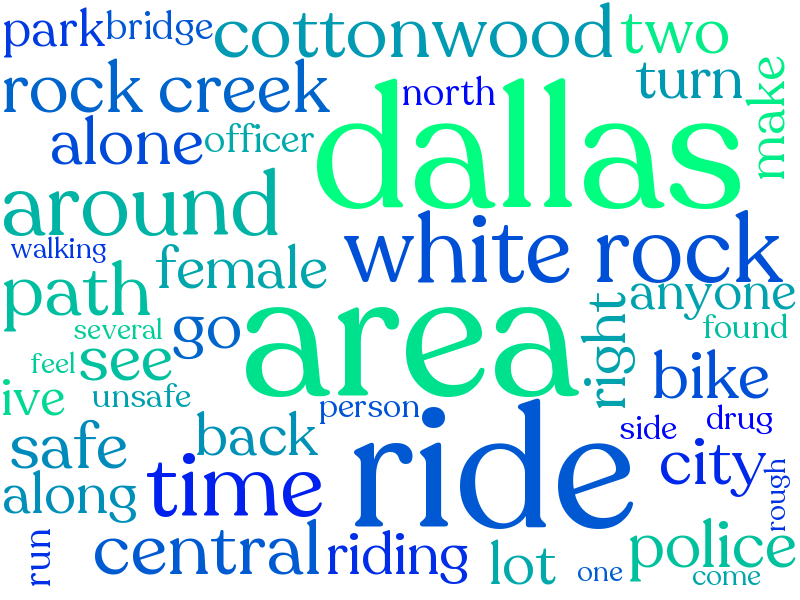 park
bridge
cottonwood
two
rock creek
north
turn
make
alone
officer
dallas
around
walking
female
white rock
path
anyone
several
go
area
right
found
feel
see
ive
unsafe
person
bike
safe
back
ride
side
drug
along
time
city
rough
run
central
riding
lot
one
police
come